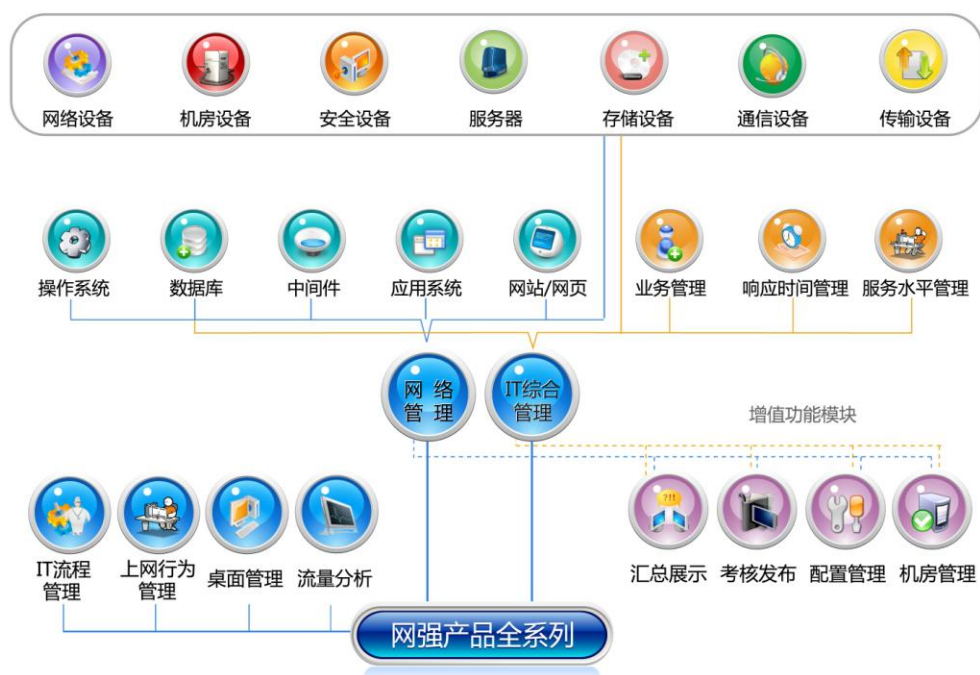 网络设备
机房设备
安全设备
服务器
存储设备
通信设备
传输设备
操作系统
数据库
中间件
应用系统
网站/网页
业务管理
响应时间管理
服务水平管理
网 络
管 理
IT综合
管理
增值功能模块
?!!
IT流程
管理
上网行为
管理
桌面管理
流量分析
汇总展示
考核发布
配置管理
机房管理
网强产品全系列